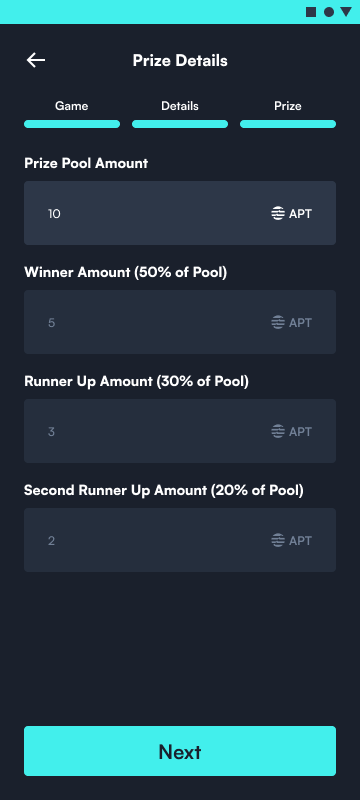 Prize Details
Game Details Prize
Prize Pool Amount
10 APT
Winner Amount (50% of Pool)
5 APT
Runner Up Amount (30% of Pool)
3 APT
Second Runner Up Amount (20% of Pool)
2 APT
Next